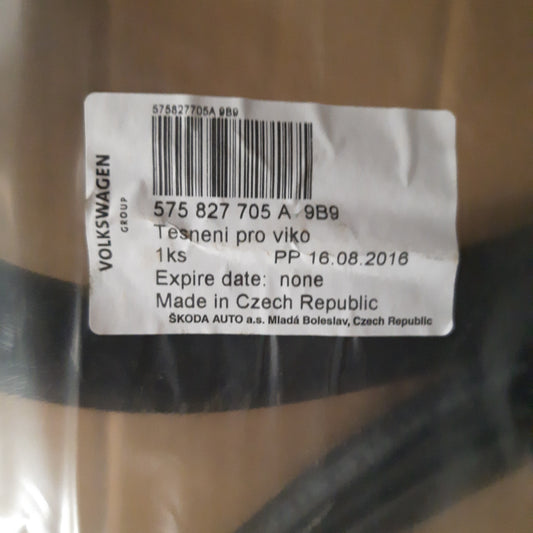 575827705A 9B9
VOLKSWAGEN
GROUP
575 827 705 A 9B9
Tesneni pro viko
1ks PP 16.08.2016
Expire date: none
Made in Czech Republic
ŠKODA AUTO a.s. Mladá Boleslav, Czech Republic